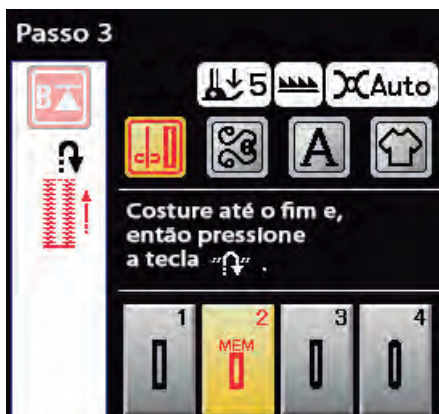 Passo 3
B
5
Auto
A
Costure até o fim e,
então pressione
a tecla " ".
1 2 3 4
MEM